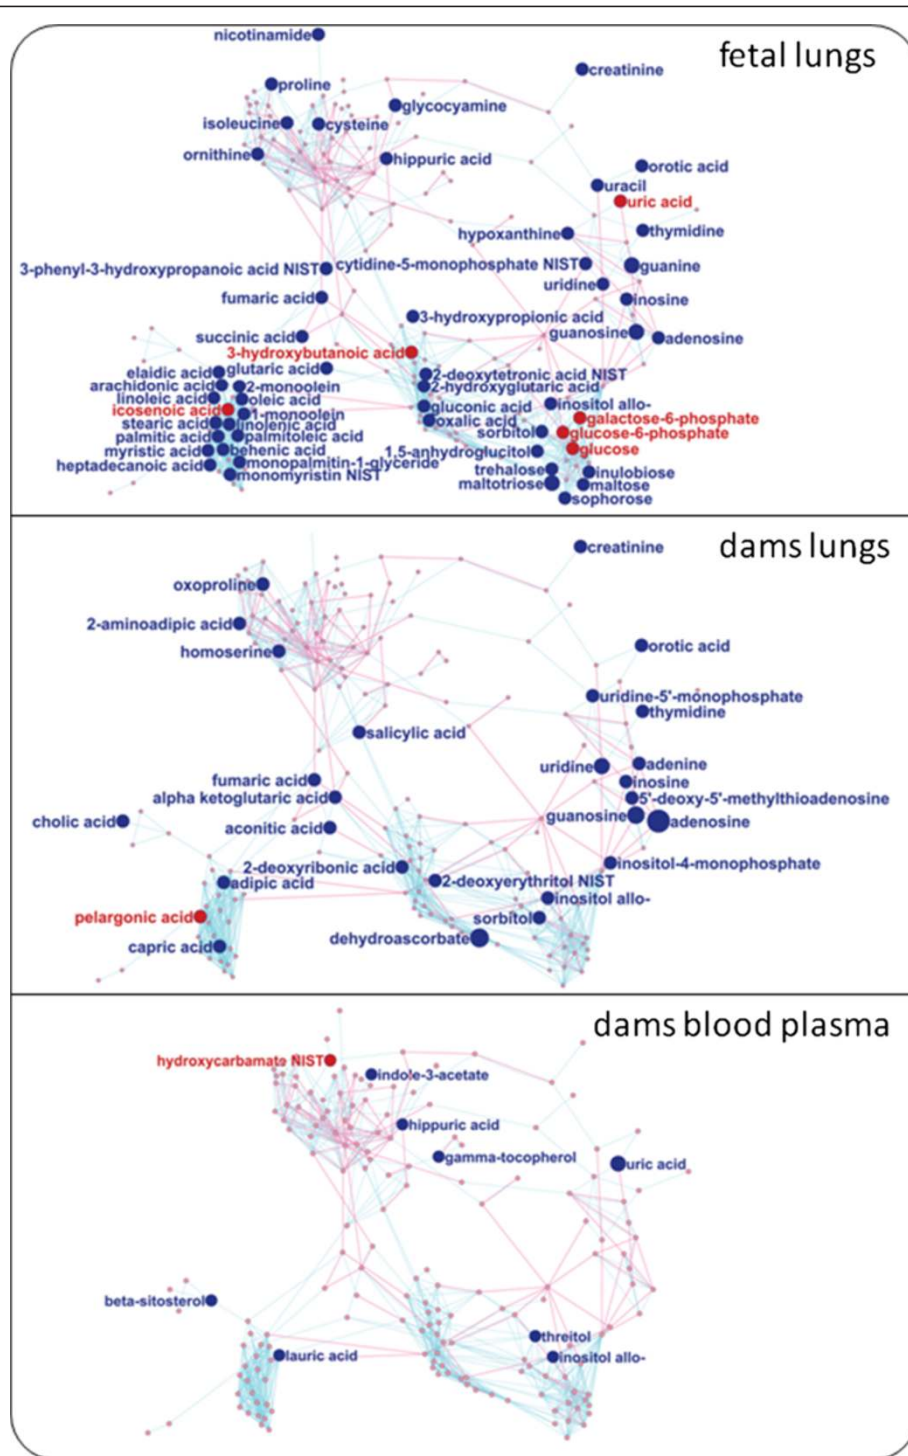 fetal lungs
nicotinamide
creatinine
proline
glycocyamine
isoleucine
cysteine
ornithine
hippuric acid
orotic acid
uracil
uric acid
hypoxanthine
thymidine
3-phenyl-3-hydroxypropanoic acid NIST
cytidine-5-monophosphate NIST
guanine
uridine
fumaric acid
inosine
3-hydroxypropionic acid
guanosine
adenosine
succinic acid
3-hydroxybutanoic acid
elaidic acid
glutaric acid
2-deoxytetronic acid NIST
arachidonic acid
2-monoolein
2-hydroxyglutaric acid
linoleic acid
oleic acid
gluconic acid
inositol allo-
icosenoic acid
1-monoolein
galactose-6-phosphate
stearic acid
linolenic acid
oxalic acid
sorbitol
glucose-6-phosphate
palmitic acid
palmitoleic acid
myristic acid
behenic acid
1,5-anhydroglucitol
glucose
heptadecanoic acid
monopalmitin-1-glyceride
trehalose
inulobiose
monomyristin NIST
maltotriose
maltose
sophorose
dams lungs
creatinine
oxoproline
2-aminoadipic acid
homoserine
orotic acid
uridine-5'-monophosphate
thymidine
salicylic acid
uridine
adenine
fumaric acid
inosine
alpha ketoglutaric acid
5'-deoxy-5'-methylthioadenosine
cholic acid
aconitic acid
guanosine
adenosine
2-deoxyribonic acid
inositol-4-monophosphate
adipic acid
2-deoxyerythritol NIST
inositol allo-
pelargonic acid
sorbitol
capric acid
dehydroascorbate
dams blood plasma
hydroxycarbamate NIST
indole-3-acetate
hippuric acid
gamma-tocopherol
uric acid
beta-sitosterol
threitol
lauric acid
inositol allo-